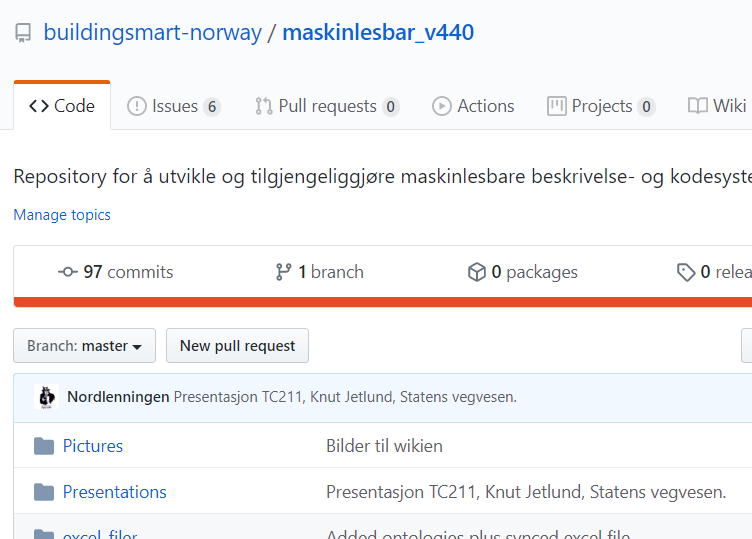 buildingsmart-norway / maskinlesbar_v440
Code Issues 6 Pull requests 0 Actions Projects 0 Wiki
Repository for å utvikle og tilgjengeliggjøre maskinlesbare beskrivelse- og
Manage topics
97 commits 1 branch 0 packages 0
Branch: master New pull request
Nordlenningen Presentasjon TC211, Knut Jetlund, Statens vegvesen.
Pictures Bilder til wikien
Presentations Presentasjon TC211, Knut Jetlund, Statens vegvesen.
excel_filer Added ontologies plus synced excel file